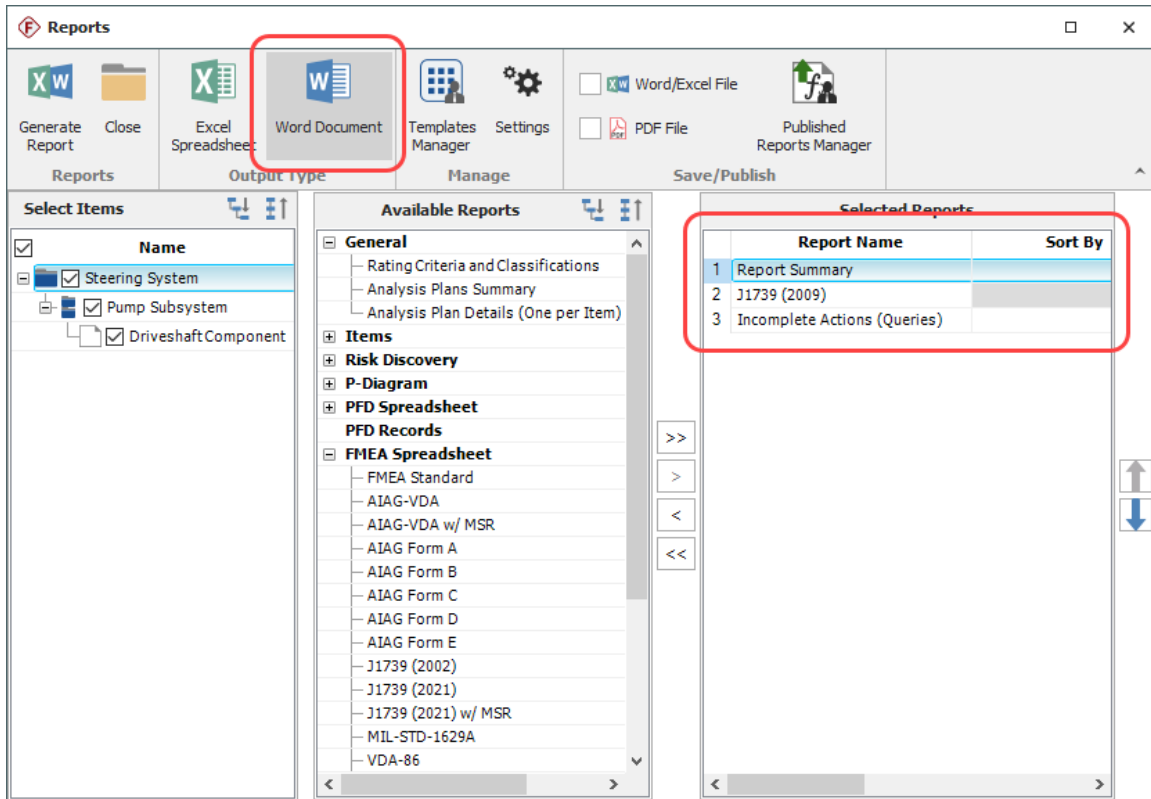 Reports
Generate Report
Close
Excel Spreadsheet
Word Document
Templates Manager
Settings
Word/Excel File
PDF File
Published Reports Manager
Reports
Output Type
Manage
Save/Publish
Select Items
Name
Steering System
Pump Subsystem
Driveshaft Component
Available Reports
General
Rating Criteria and Classifications
Analysis Plans Summary
Analysis Plan Details (One per Item)
Items
Risk Discovery
P-Diagram
PFD Spreadsheet
PFD Records
FMEA Spreadsheet
FMEA Standard
AIAG-VDA
AIAG-VDA w/ MSR
AIAG Form A
AIAG Form B
AIAG Form C
AIAG Form D
AIAG Form E
J1739 (2002)
J1739 (2021)
J1739 (2021) w/ MSR
MIL-STD-1629A
VDA-86
>>
>
<
<<
Selected Reports
Report Name Sort By
1 Report Summary
2 J1739 (2009)
3 Incomplete Actions (Queries)